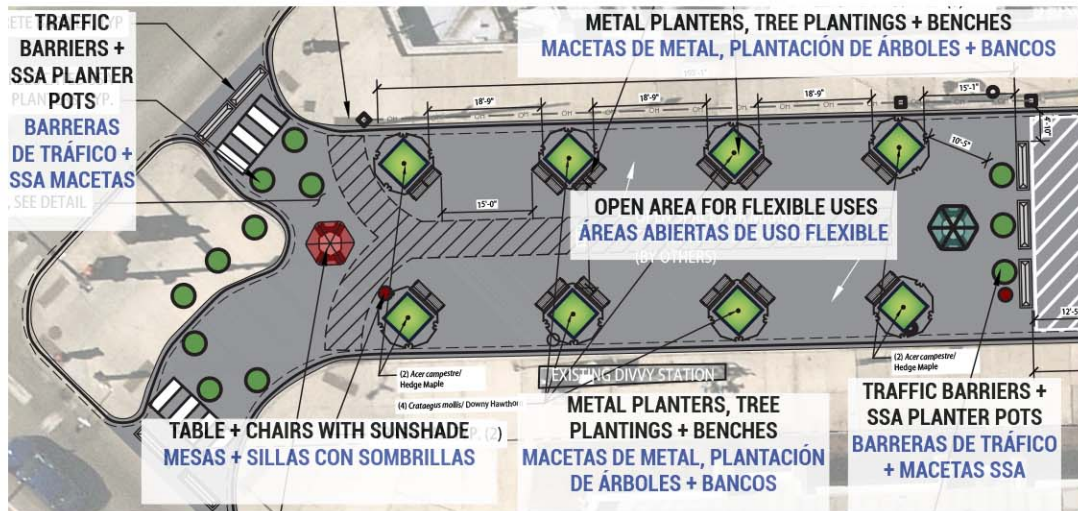 TRAFFIC
BARRIERS +
SSA PLANTER
POTS
BARRERAS
DE TRÁFICO +
SSA MACETAS
, SEE DETAIL
METAL PLANTERS, TREE PLANTINGS + BENCHES
MACETAS DE METAL, PLANTACIÓN DE ÁRBOLES + BANCOS
18'-9"
18'-9"
18'-9"
15'-1"
4'-10"
10'-5"
15'-0"
OPEN AREA FOR FLEXIBLE USES
ÁREAS ABIERTAS DE USO FLEXIBLE
(BY OTHERS)
12'-5
(2) Acer campestre/
Hedge Maple
(4) Crataegus mollis/ Downy Hawthor
EXISTING DIVVY STATION
(2) Acer campestre/
Hedge Maple
TABLE + CHAIRS WITH SUNSHADE
MESAS + SILLAS CON SOMBRILLAS
METAL PLANTERS, TREE
PLANTINGS + BENCHES
MACETAS DE METAL, PLANTACIÓN
DE ÁRBOLES + BANCOS
TRAFFIC BARRIERS +
SSA PLANTER POTS
BARRERAS DE TRÁFICO
+ MACETAS SSA